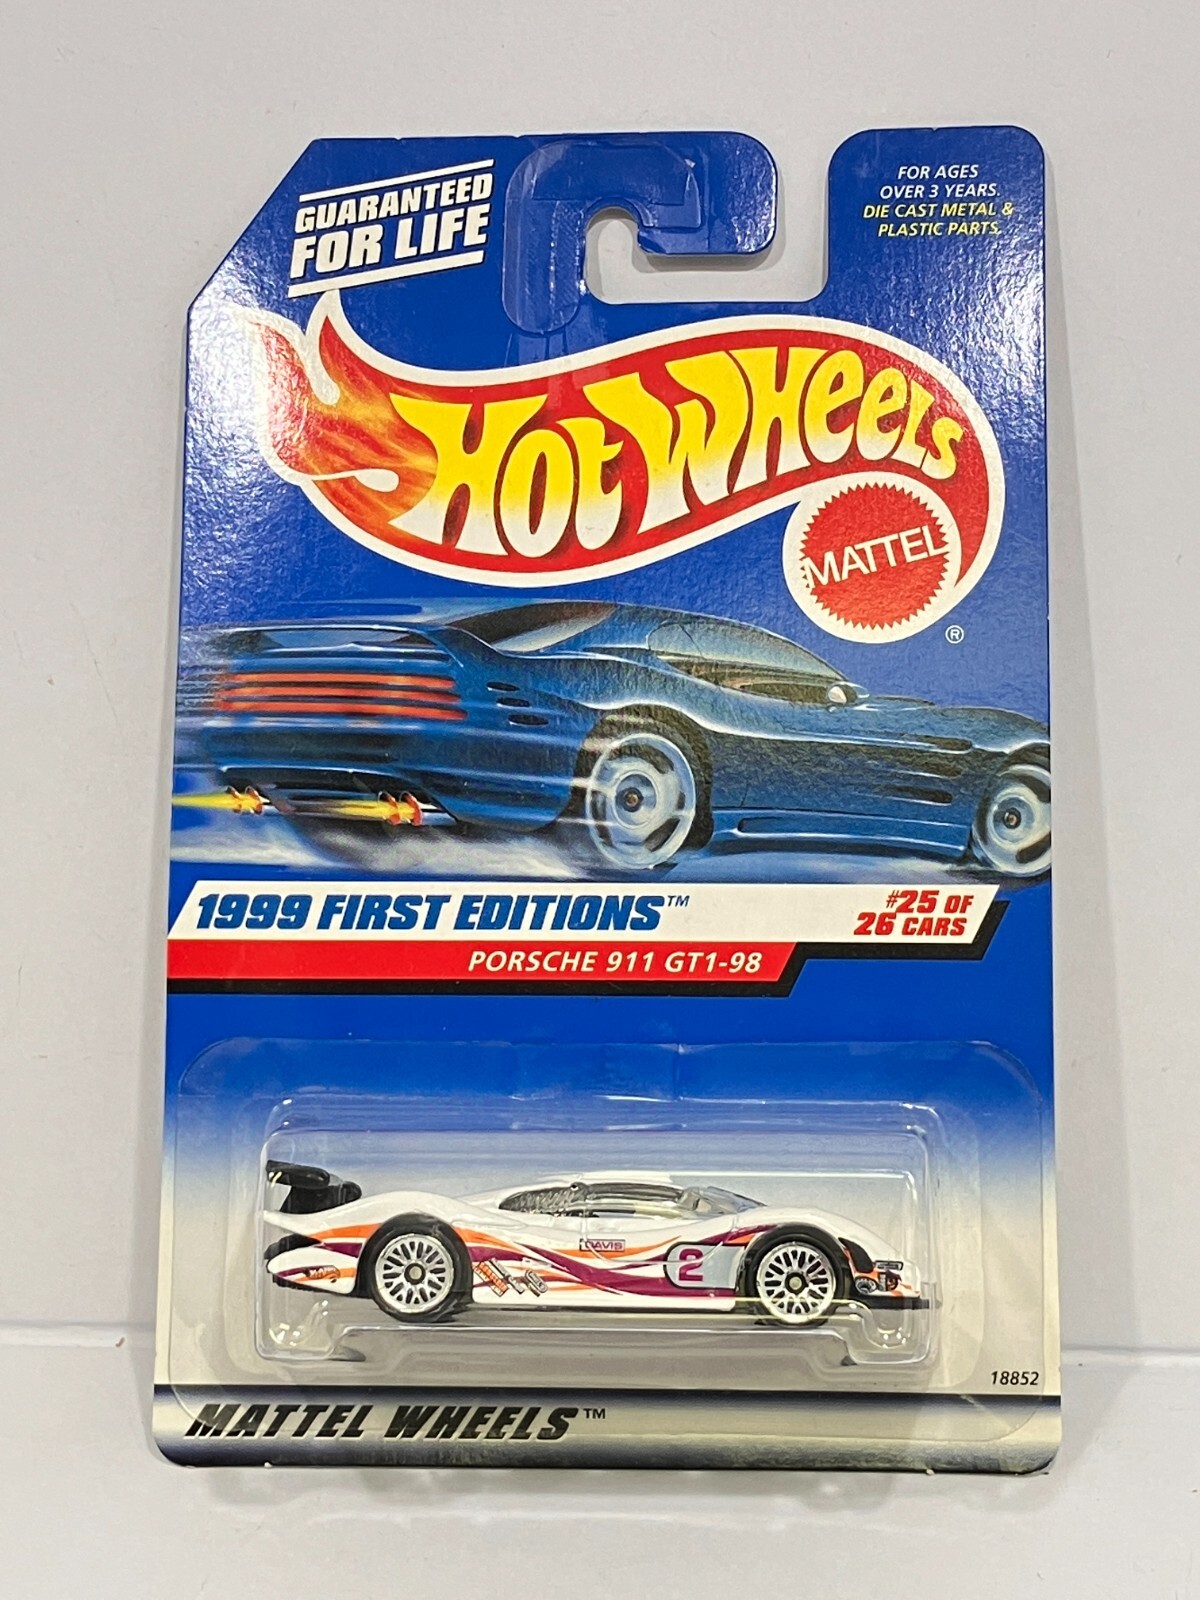 GUARANTEED
FOR LIFE
FOR AGES
OVER 3 YEARS.
DIE CAST METAL &
PLASTIC PARTS.
HOT WHEELS
MATTEL
®
1999 FIRST EDITIONS™
#25 OF
26 CARS
PORSCHE 911 GT1-98
DAVIS
2
18852
MATTEL WHEELS™